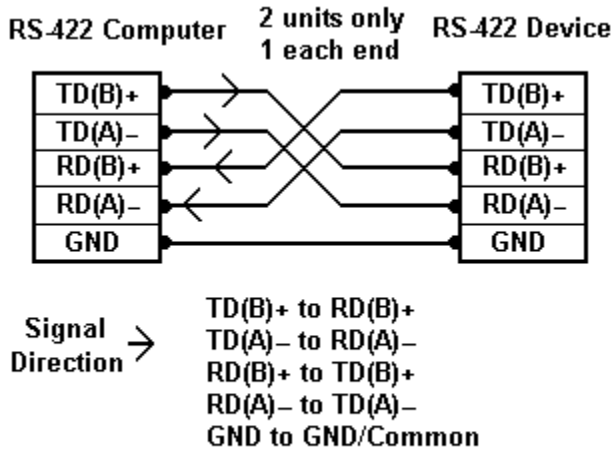 RS-422 Computer
2 units only
1 each end
RS-422 Device
TD(B)+
TD(A)–
RD(B)+
RD(A)–
GND
TD(B)+
TD(A)–
RD(B)+
RD(A)–
GND
Signal
Direction
TD(B)+ to RD(B)+
TD(A)– to RD(A)–
RD(B)+ to TD(B)+
RD(A)– to TD(A)–
GND to GND/Common